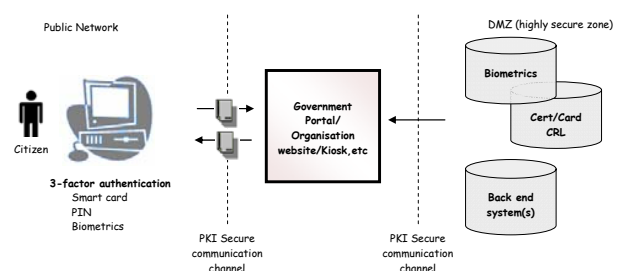 Public Network
DMZ (highly secure zone)
Biometrics
Cert/Card
CRL
Government
Portal/
Organisation
website/Kiosk,etc
Citizen
3-factor authentication
Smart card
PIN
Biometrics
Back end
system(s)
PKI Secure
communication
channel
PKI Secure
communication
channel